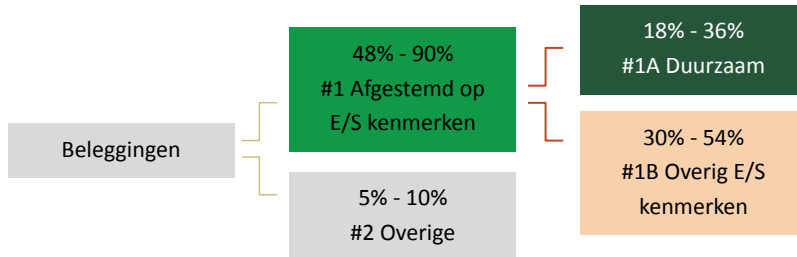 Beleggingen
48% - 90%
#1 Afgestemd op
E/S kenmerken
5% - 10%
#2 Overige
18% - 36%
#1A Duurzaam
30% - 54%
#1B Overig E/S
kenmerken